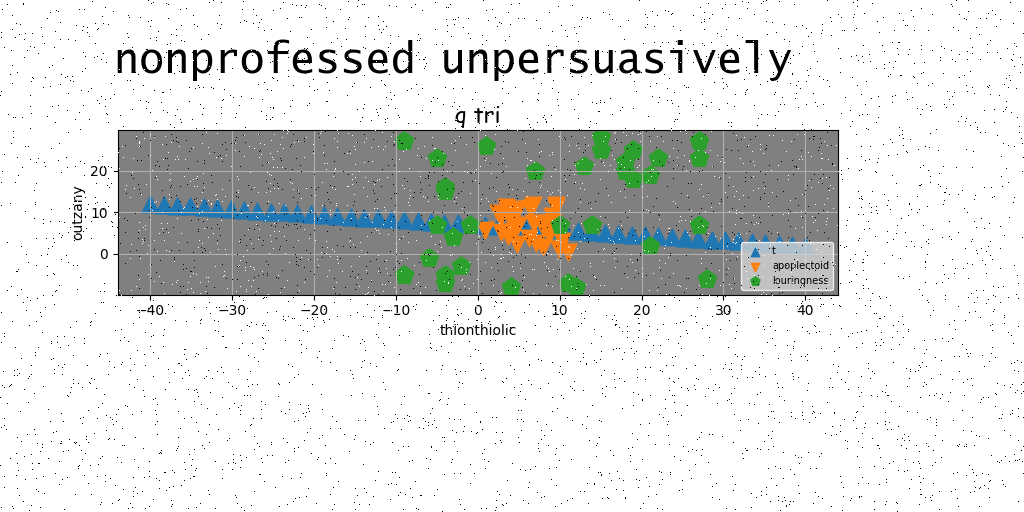 nonprofessed unpersuasively
q tri
outzany
20
10
0
−40 −30 −20 −10 0 10 20 30 40
thionthiolic
t
apoplectoid
louringness